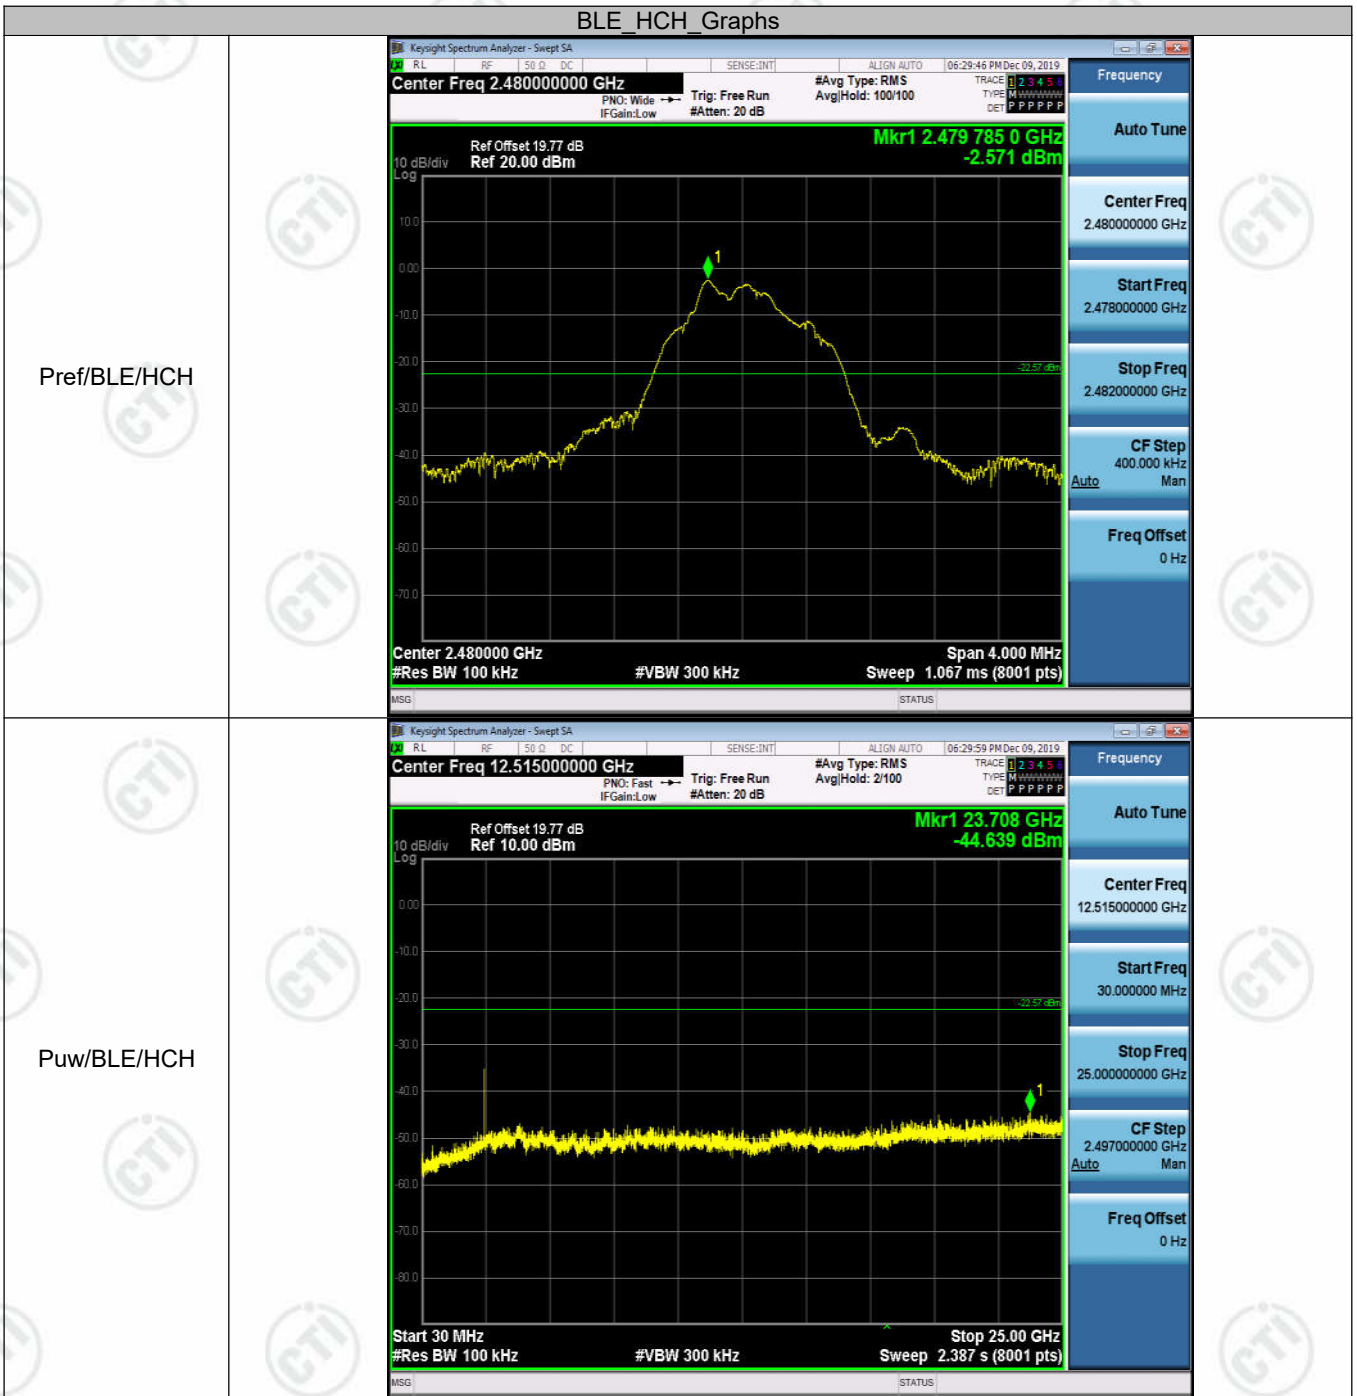 BLE_HCH_Graphs
Pref/BLE/HCH
Keysight Spectrum Analyzer - Swept SA
RL RF 50 Ω DC SENSE:INT ALIGN AUTO 06:29:46 PM Dec 09, 2019
Center Freq 2.480000000 GHz
PNO: Wide
IFGain:Low
Trig: Free Run
#Atten: 20 dB
#Avg Type: RMS
Avg|Hold: 100/100
TRACE 1 2 3 4 5 6
TYPE M WWWWW
DET P P P P P P
Mkr1 2.479 785 0 GHz
-2.571 dBm
Ref Offset 19.77 dB
10 dB/div Ref 20.00 dBm
Log
1
10.0
0.00
-10.0
-20.0
-22.57 dBm
-30.0
-40.0
-50.0
-60.0
-70.0
Center 2.480000 GHz Span 4.000 MHz
#Res BW 100 kHz #VBW 300 kHz Sweep 1.067 ms (8001 pts)
MSG STATUS
Frequency
Auto Tune
Center Freq
2.480000000 GHz
Start Freq
2.478000000 GHz
Stop Freq
2.482000000 GHz
CF Step
400.000 kHz
Auto Man
Freq Offset
0 Hz
Puw/BLE/HCH
Keysight Spectrum Analyzer - Swept SA
RL RF 50 Ω DC SENSE:INT ALIGN AUTO 06:29:59 PM Dec 09, 2019
Center Freq 12.515000000 GHz
PNO: Fast
IFGain:Low
Trig: Free Run
#Atten: 20 dB
#Avg Type: RMS
Avg|Hold: 2/100
TRACE 1 2 3 4 5 6
TYPE M WWWWW
DET P P P P P P
Mkr1 23.708 GHz
-44.639 dBm
Ref Offset 19.77 dB
10 dB/div Ref 10.00 dBm
Log
0.00
-10.0
-20.0
-22.57 dBm
-30.0
-40.0
1
-50.0
-60.0
-70.0
-80.0
Start 30 MHz Stop 25.00 GHz
#Res BW 100 kHz #VBW 300 kHz Sweep 2.387 s (8001 pts)
MSG STATUS
Frequency
Auto Tune
Center Freq
12.515000000 GHz
Start Freq
30.000000 MHz
Stop Freq
25.000000000 GHz
CF Step
2.497000000 GHz
Auto Man
Freq Offset
0 Hz
CTI